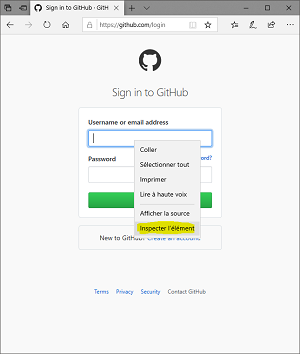 Sign in to GitHub · GitH
https://github.com/login
Sign in to GitHub
Username or email address
Coller
Password
Sélectionner tout
word?
Imprimer
Lire à haute voix
Afficher la source
Inspecter l'élément
New to GitHub? Create an account.
Terms Privacy Security Contact GitHub